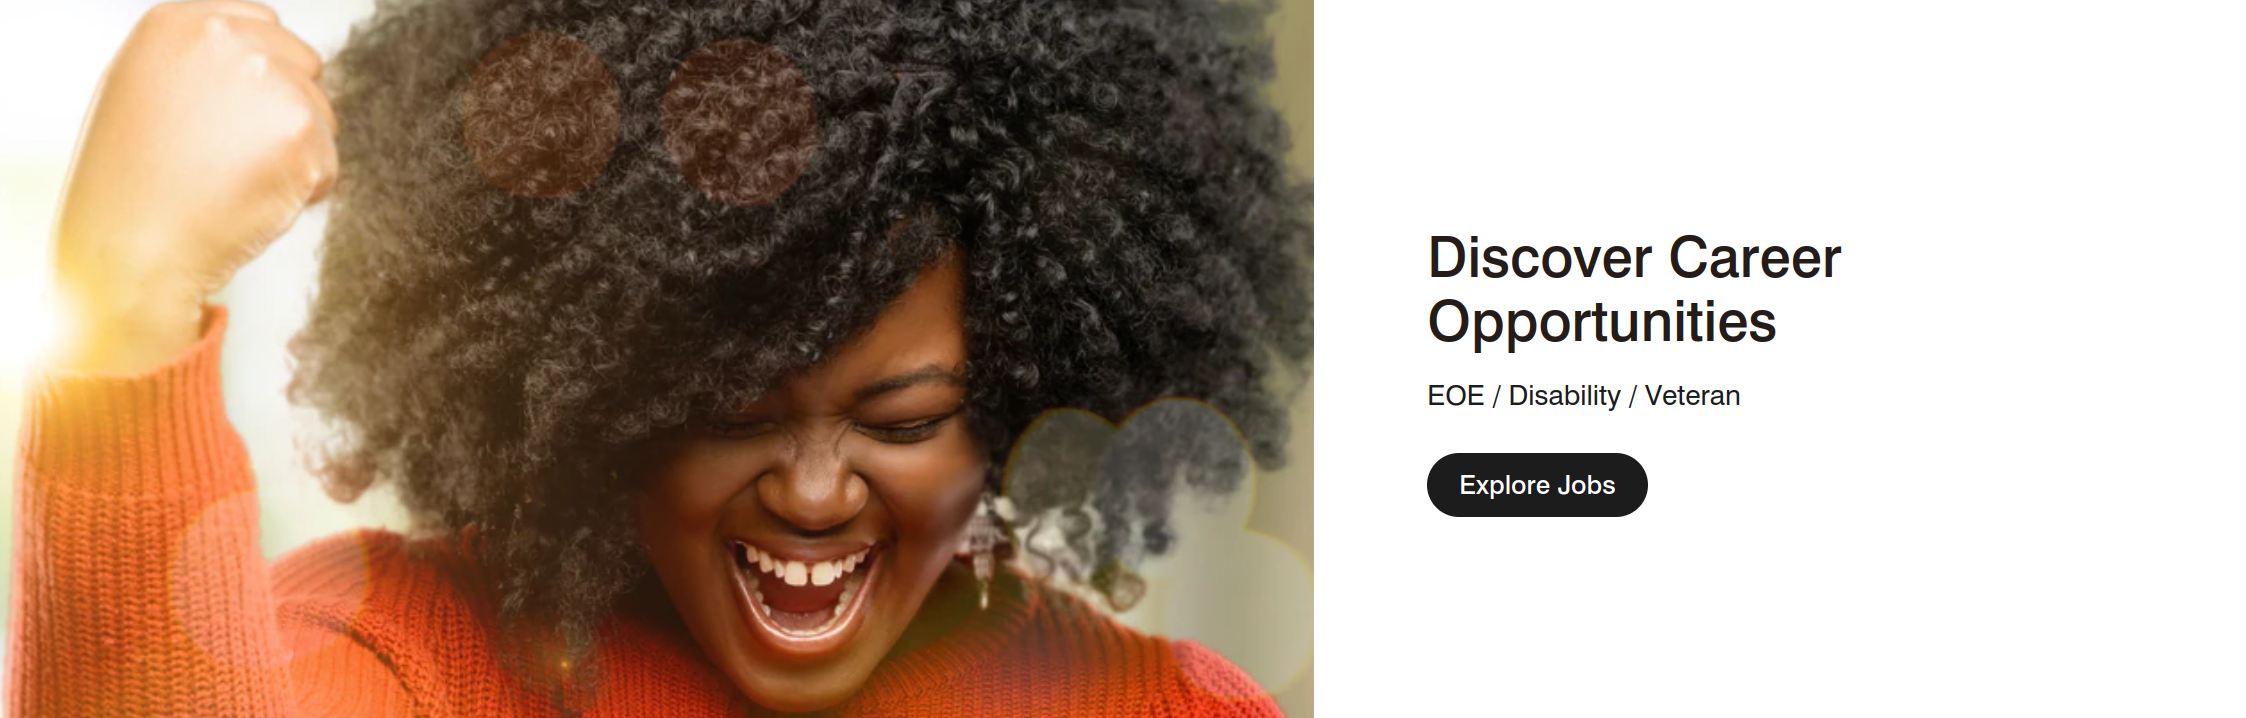 Discover Career
Opportunities
EOE / Disability / Veteran
Explore Jobs